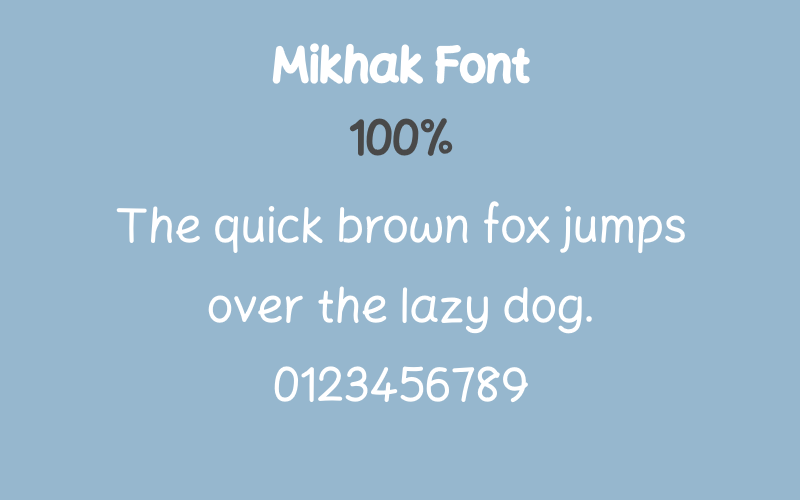 Mikhak Font
100%
The quick brown fox jumps
over the lazy dog.
0123456789